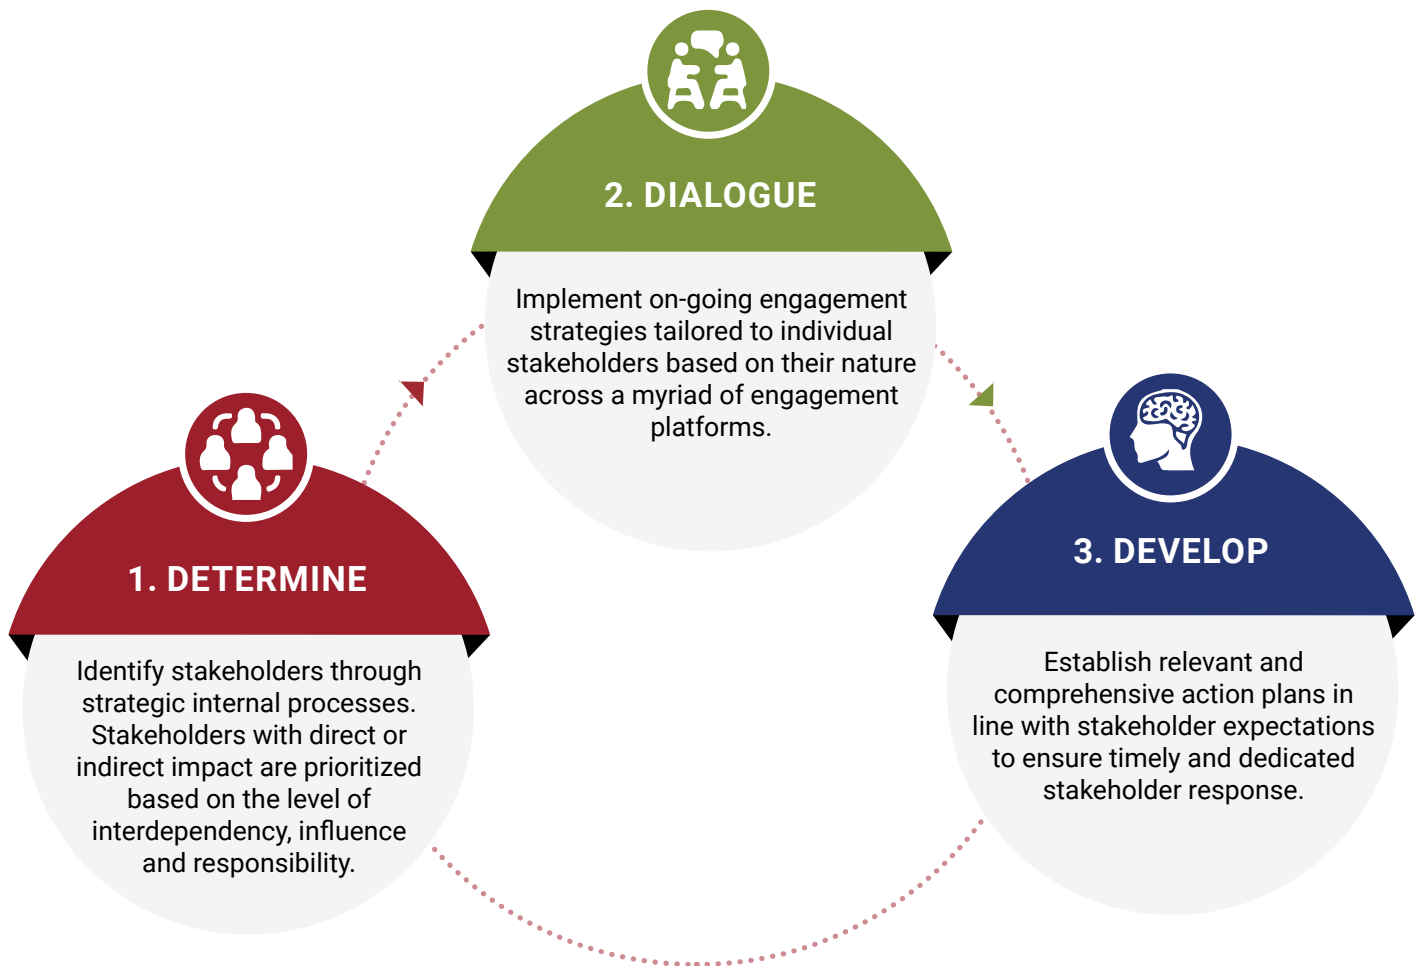 2. DIALOGUE
Implement on-going engagement
strategies tailored to individual
stakeholders based on their nature
across a myriad of engagement
platforms.
1. DETERMINE
Identify stakeholders through
strategic internal processes.
Stakeholders with direct or
indirect impact are prioritized
based on the level of
interdependency, influence
and responsibility.
3. DEVELOP
Establish relevant and
comprehensive action plans in
line with stakeholder expectations
to ensure timely and dedicated
stakeholder response.